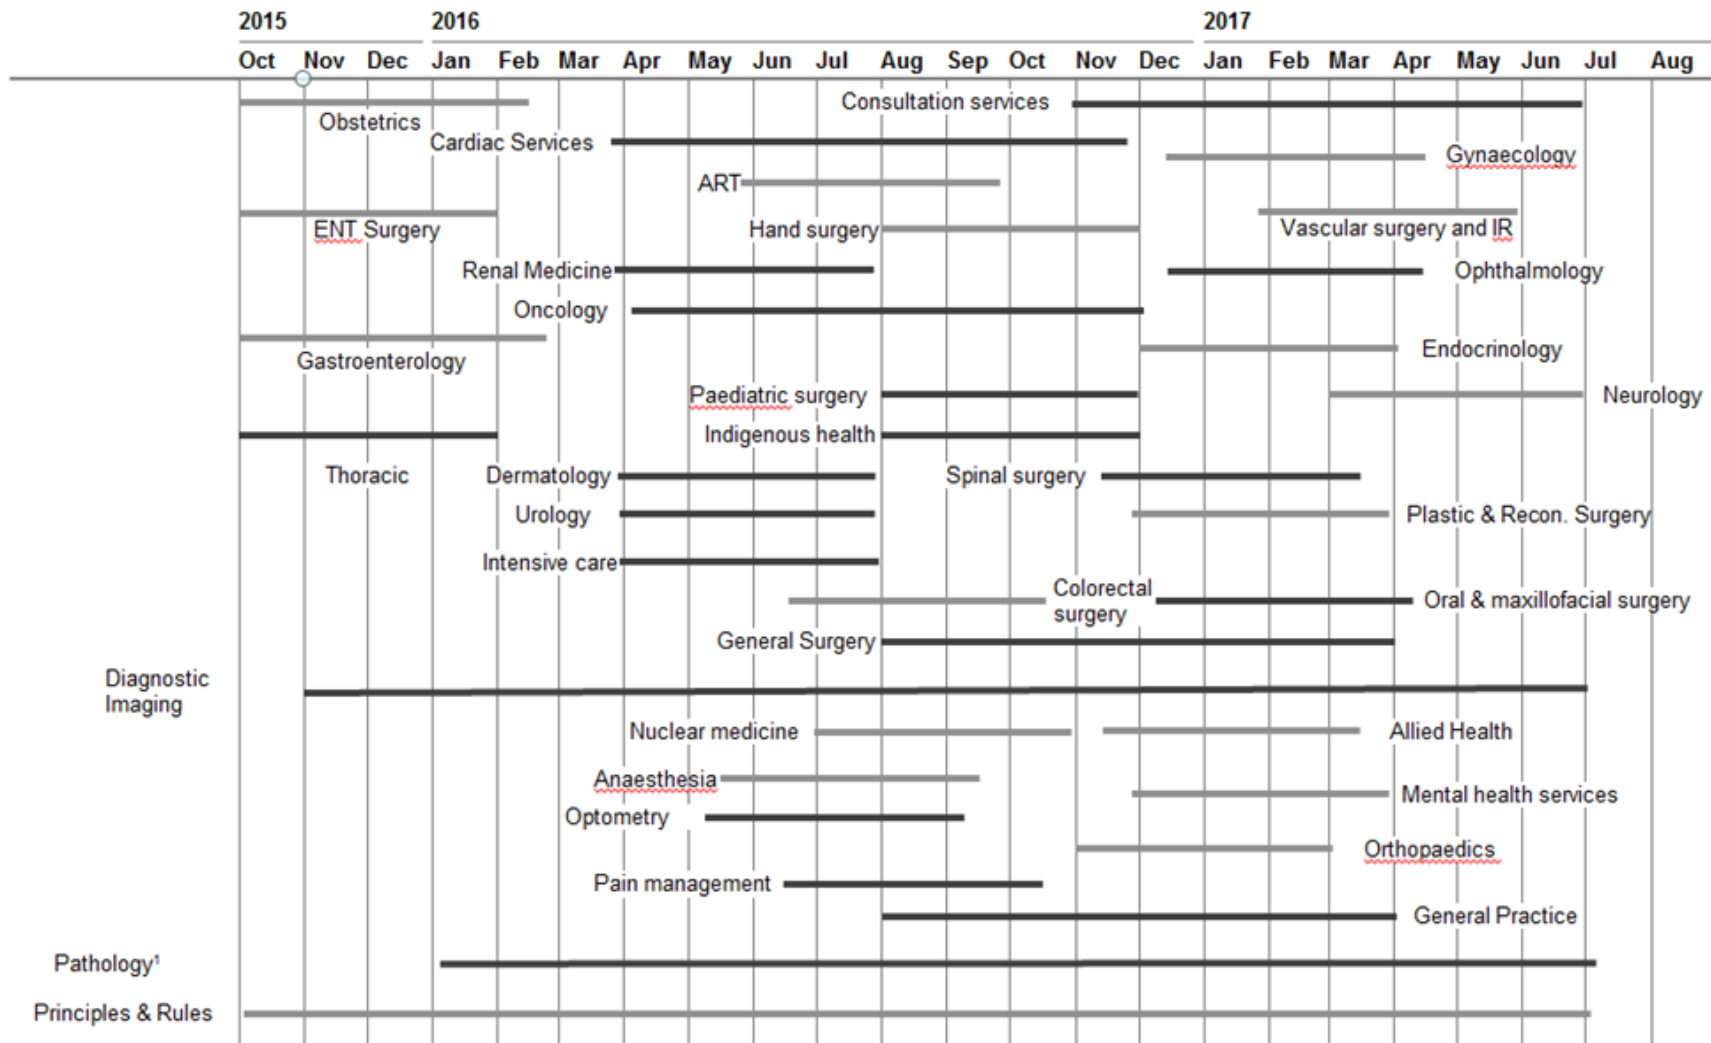 2015 2016 2017
Oct Nov Dec Jan Feb Mar Apr May Jun Jul Aug Sep Oct Nov Dec Jan Feb Mar Apr May Jun Jul Aug
Consultation services
Obstetrics
Cardiac Services
Gynaecology
ART
ENT Surgery
Hand surgery
Vascular surgery and IR
Renal Medicine
Ophthalmology
Oncology
Gastroenterology
Endocrinology
Paediatric surgery
Neurology
Indigenous health
Thoracic
Dermatology
Spinal surgery
Urology
Plastic & Recon. Surgery
Intensive care
Colorectal
surgery
Oral & maxillofacial surgery
General Surgery
Diagnostic
Imaging
Nuclear medicine
Allied Health
Anaesthesia
Mental health services
Optometry
Orthopaedics
Pain management
General Practice
Pathology¹
Principles & Rules